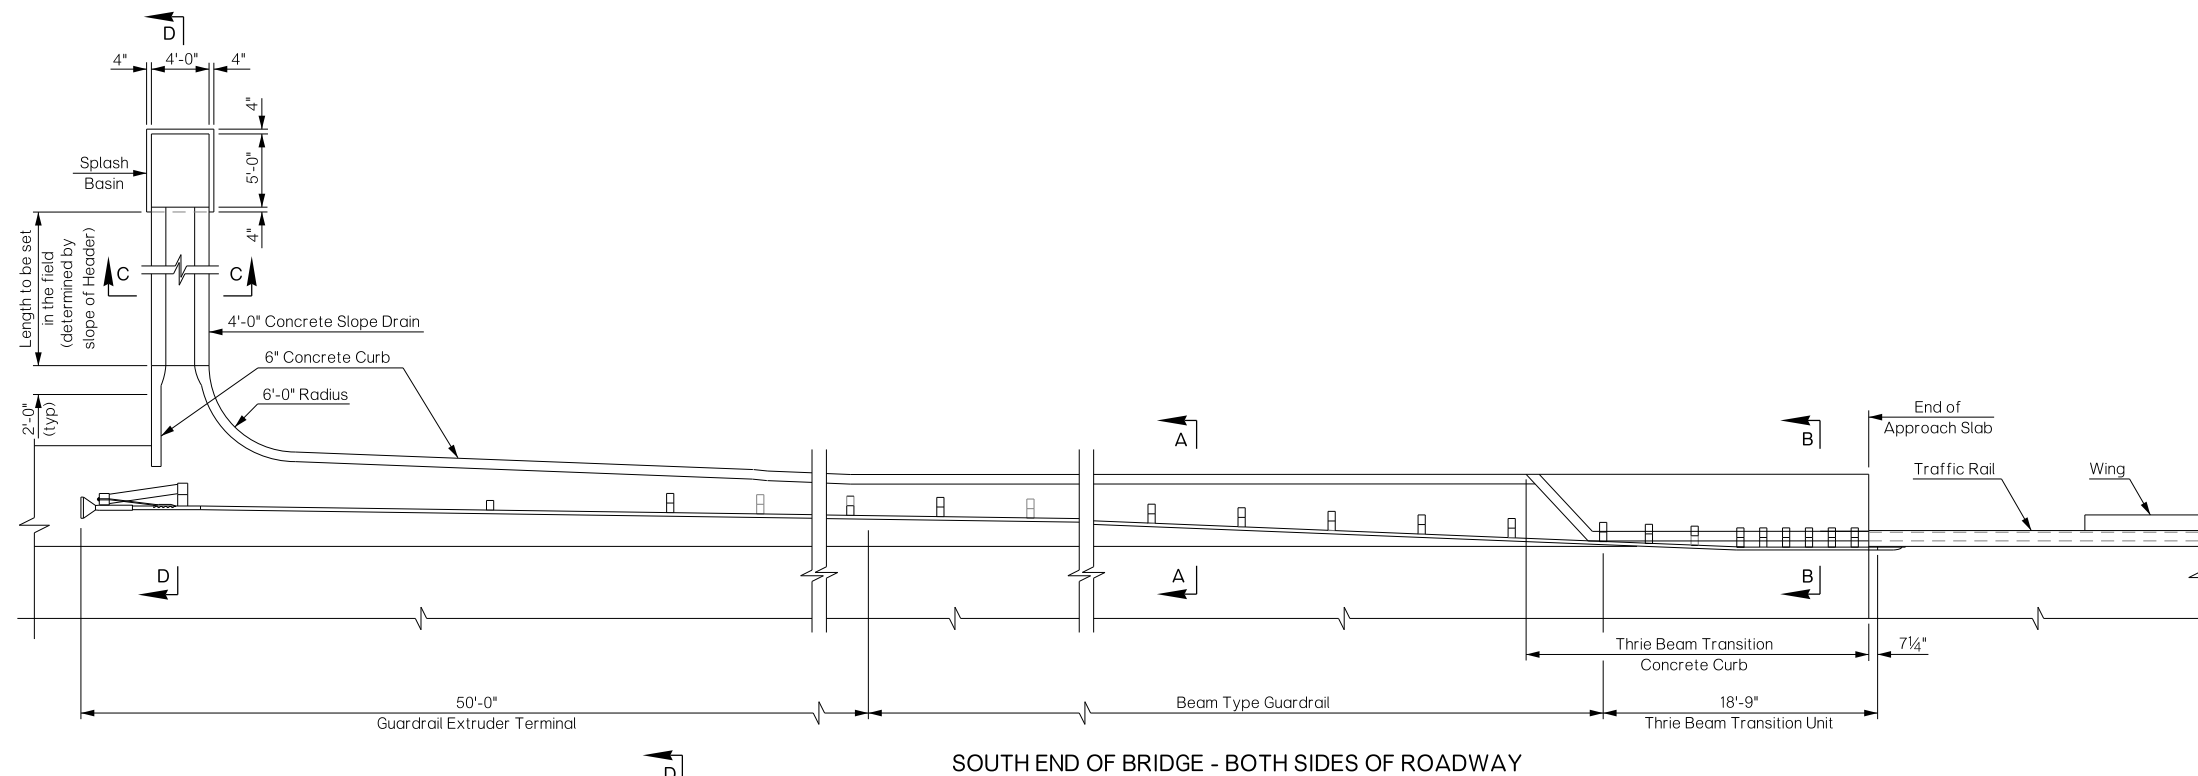 D
4" 4'-0" 4"
4"
5'-0"
4"
Splash
Basin
Length to be set
in the field
(determined by
slope of Header)
C C
4'-0" Concrete Slope Drain
6" Concrete Curb
6'-0" Radius
2'-0"
(typ)
A
B
End of
Approach Slab
Traffic Rail
Wing
D
A
B
Thrie Beam Transition
Concrete Curb
7¼"
50'-0"
Guardrail Extruder Terminal
Beam Type Guardrail
18'-9"
Thrie Beam Transition Unit
D
SOUTH END OF BRIDGE - BOTH SIDES OF ROADWAY